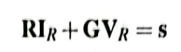 RI_R + GV_R = s